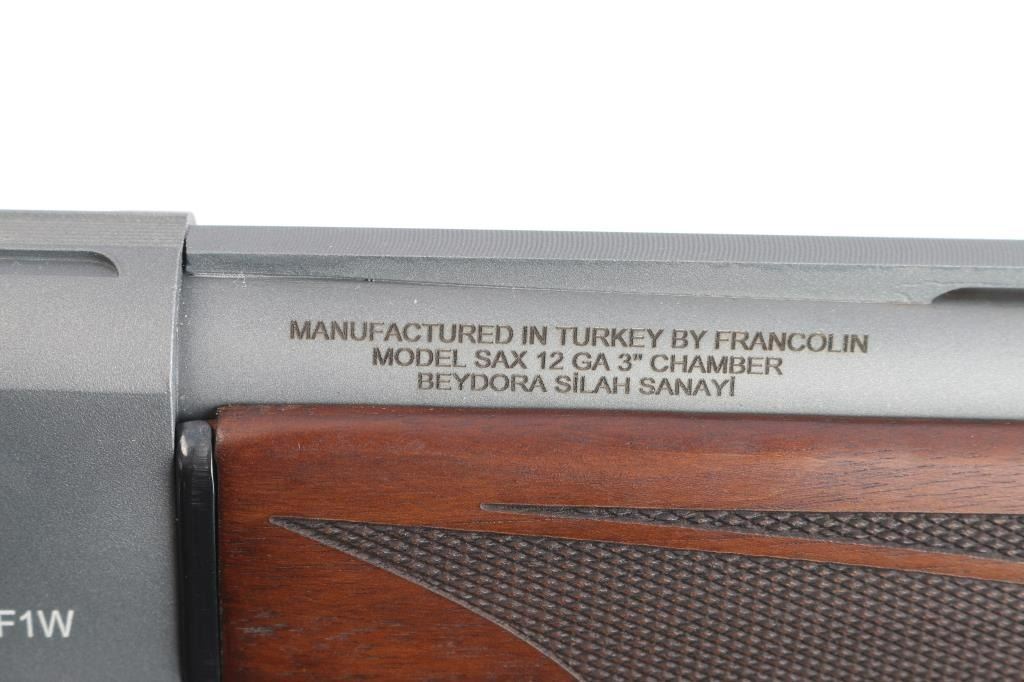 MANUFACTURED IN TURKEY BY FRANCOLIN
MODEL SAX 12 GA 3" CHAMBER
BEYDORA SİLAH SANAYİ
F1W